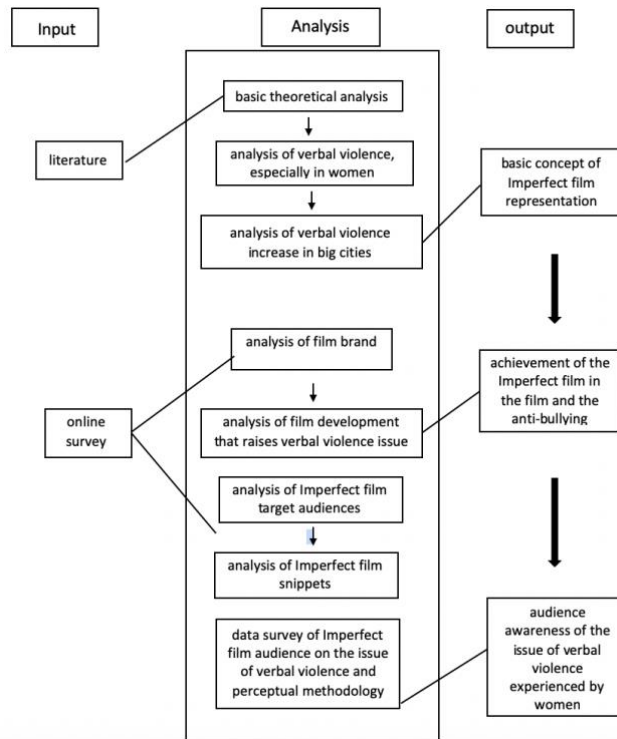 Input
Analysis
output
basic theoretical analysis
literature
analysis of verbal violence,
especially in women
basic concept of
Imperfect film
representation
analysis of verbal violence
increase in big cities
analysis of film brand
achievement of the
Imperfect film in
the film and the
anti-bullying
online
survey
analysis of film development
that raises verbal violence issue
analysis of Imperfect film
target audiences
analysis of Imperfect film
snippets
data survey of Imperfect
film audience on the issue
of verbal violence and
perceptual methodology
audience
awareness of the
issue of verbal
violence
experienced by
women